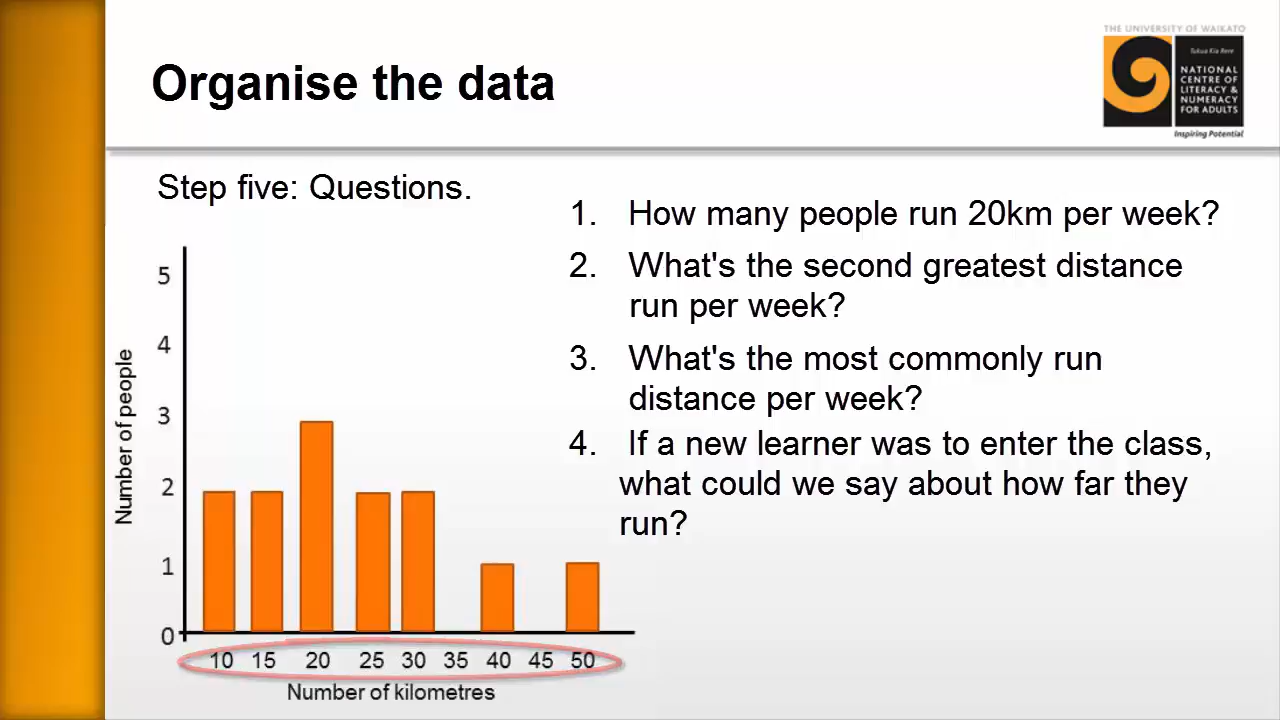 THE UNIVERSITY OF WAIKATO
Tukua Kia Rere
NATIONAL
CENTRE OF
LITERACY &
NUMERACY
FOR ADULTS
Inspiring Potential
Organise the data
Step five: Questions.
1. How many people run 20km per week?
2. What's the second greatest distance
run per week?
3. What's the most commonly run
distance per week?
4. If a new learner was to enter the class,
what could we say about how far they
run?
Number of people
5
4
3
2
1
0
10 15 20 25 30 35 40 45 50
Number of kilometres